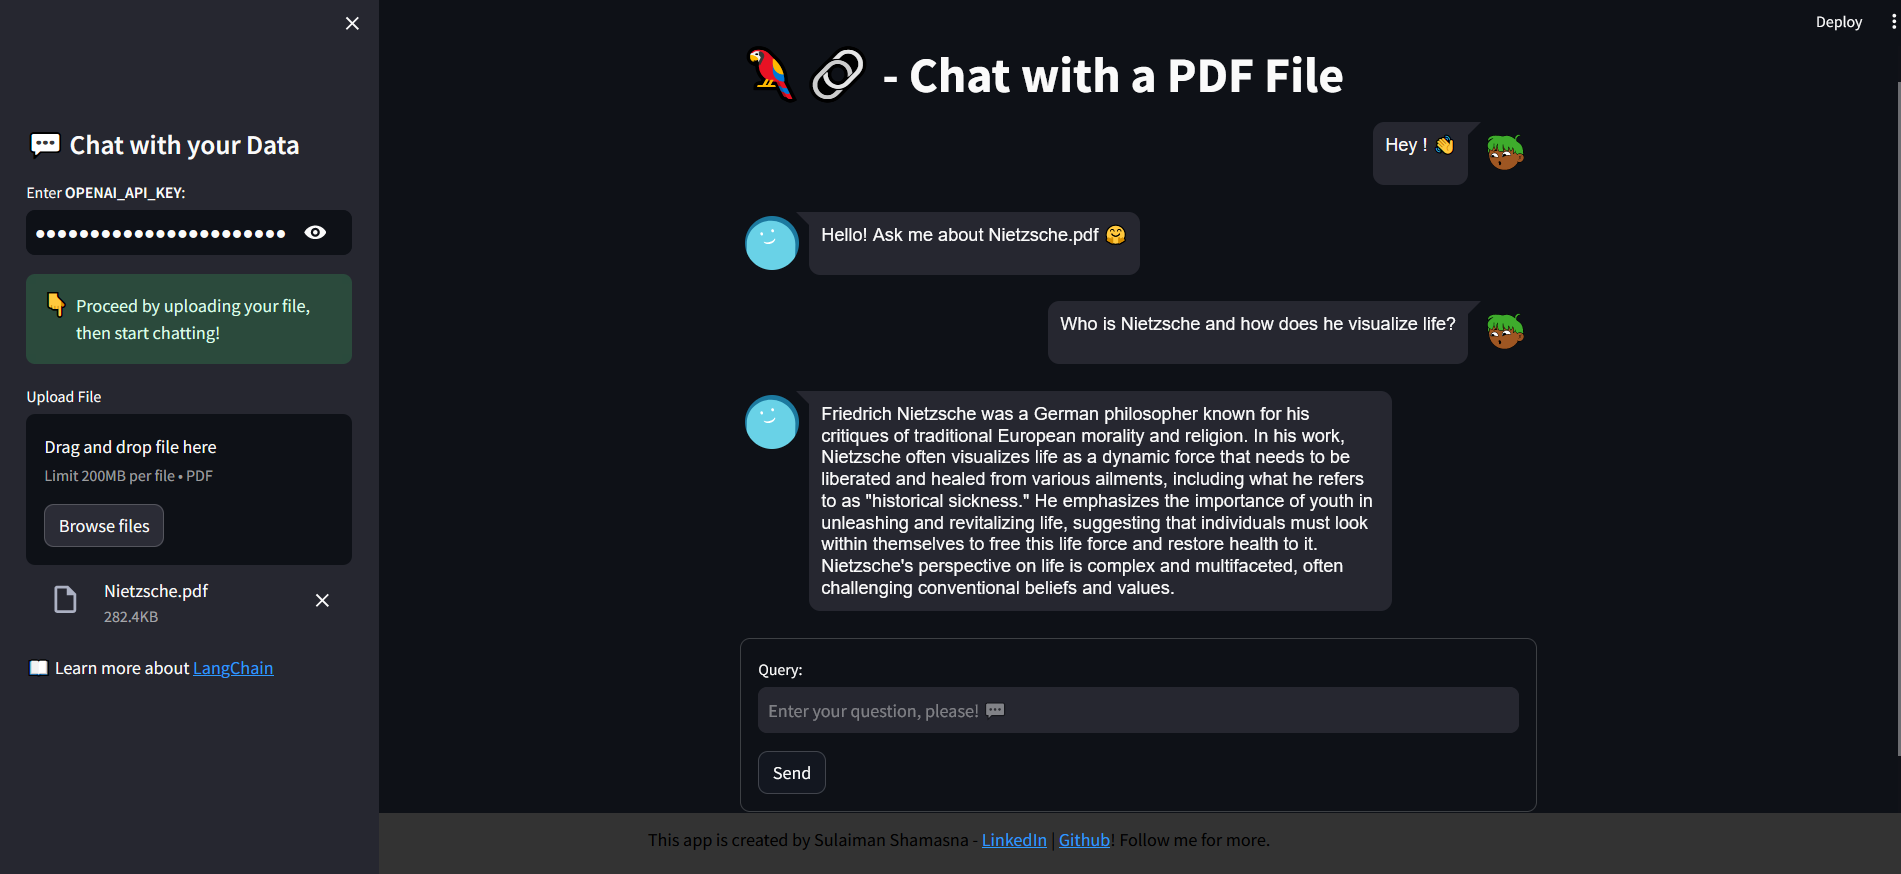 Deploy
💬 Chat with your Data
Enter OPENAI_API_KEY:
👇 Proceed by uploading your file,
then start chatting!
Upload File
Drag and drop file here
Limit 200MB per file • PDF
Browse files
Nietzsche.pdf
282.4KB
📖 Learn more about LangChain
🦜 🔗 - Chat with a PDF File
Hey ! 👋
Hello! Ask me about Nietzsche.pdf 🤗
Who is Nietzsche and how does he visualize life?
Friedrich Nietzsche was a German philosopher known for his
critiques of traditional European morality and religion. In his work,
Nietzsche often visualizes life as a dynamic force that needs to be
liberated and healed from various ailments, including what he refers
to as "historical sickness." He emphasizes the importance of youth in
unleashing and revitalizing life, suggesting that individuals must look
within themselves to free this life force and restore health to it.
Nietzsche's perspective on life is complex and multifaceted, often
challenging conventional beliefs and values.
Query:
Enter your question, please! 💬
Send
This app is created by Sulaiman Shamasna - LinkedIn | Github! Follow me for more.